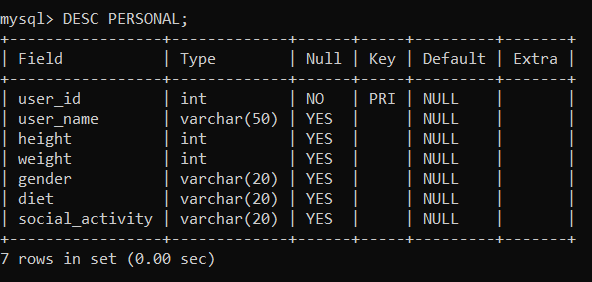 mysql> DESC PERSONAL;
+-----------------+-------------+------+-----+---------+-------+
| Field           | Type        | Null | Key | Default | Extra |
+-----------------+-------------+------+-----+---------+-------+
| user_id         | int         | NO   | PRI | NULL    |       |
| user_name       | varchar(50) | YES  |     | NULL    |       |
| height          | int         | YES  |     | NULL    |       |
| weight          | int         | YES  |     | NULL    |       |
| gender          | varchar(20) | YES  |     | NULL    |       |
| diet            | varchar(20) | YES  |     | NULL    |       |
| social_activity | varchar(20) | YES  |     | NULL    |       |
+-----------------+-------------+------+-----+---------+-------+
7 rows in set (0.00 sec)